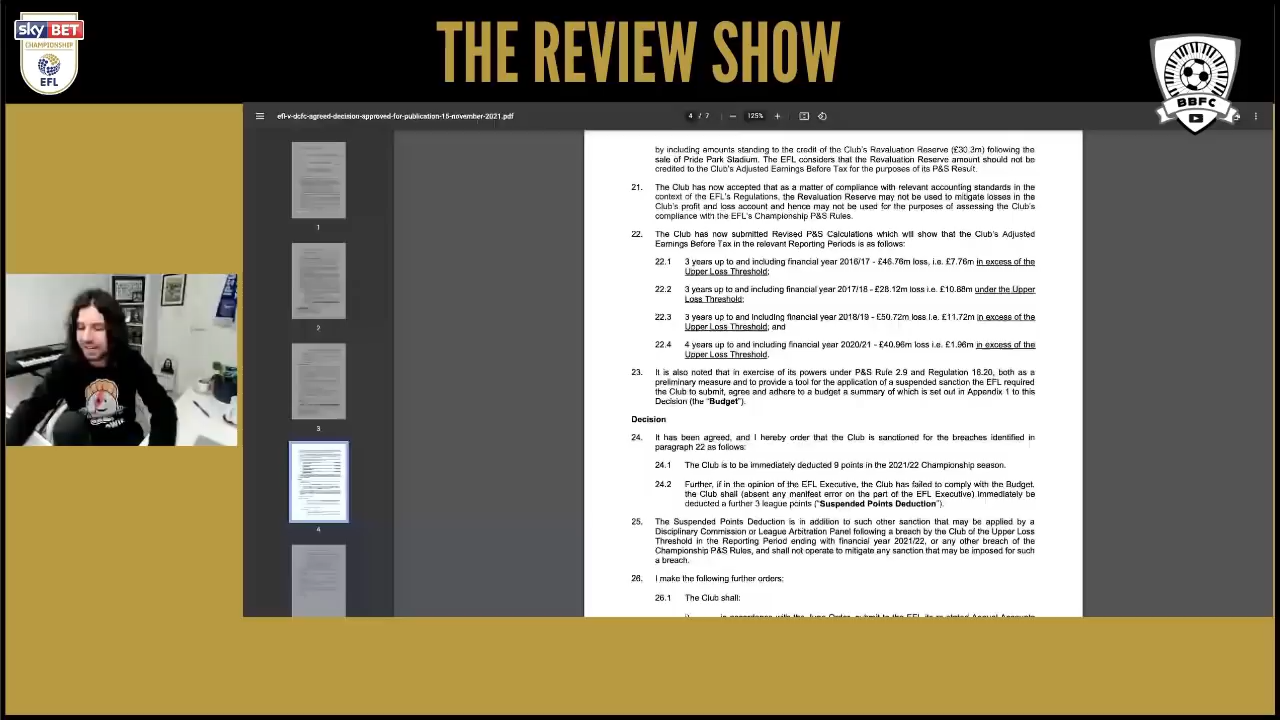 sky BET
CHAMPIONSHIP
EFL
THE REVIEW SHOW
BBFC
efl-v-dcfc-agreed-decision-approved-for-publication-15-november-2021.pdf
4 / 7
125%
by including amounts standing to the credit of the Club's Revaluation Reserve (£30.3m) following the
sale of Pride Park Stadium. The EFL considers that the Revaluation Reserve amount should not be
credited to the Club's Adjusted Earnings Before Tax for the purposes of its P&S Result.
21. The Club has now accepted that as a matter of compliance with relevant accounting standards in the
context of the EFL's Regulations, the Revaluation Reserve may not be used to mitigate losses in the
Club's profit and loss account and hence may not be used for the purposes of assessing the Club's
compliance with the EFL's Championship P&S Rules.
22. The Club has now submitted Revised P&S Calculations which will show that the Club's Adjusted
Earnings Before Tax in the relevant Reporting Periods is as follows:
22.1 3 years up to and including financial year 2016/17 - £46.76m loss, i.e. £7.76m in excess of the
Upper Loss Threshold;
22.2 3 years up to and including financial year 2017/18 - £28.12m loss i.e. £10.88m under the Upper
Loss Threshold;
22.3 3 years up to and including financial year 2018/19 - £50.72m loss i.e. £11.72m in excess of the
Upper Loss Threshold; and
22.4 4 years up to and including financial year 2020/21 - £40.96m loss i.e. £1.96m in excess of the
Upper Loss Threshold.
23. It is also noted that in exercise of its powers under P&S Rule 2.9 and Regulation 16.20, both as a
preliminary measure and to provide a tool for the application of a suspended sanction the EFL required
the Club to submit, agree and adhere to a budget a summary of which is set out in Appendix 1 to this
Decision (the "Budget").
Decision
24. It has been agreed, and I hereby order that the Club is sanctioned for the breaches identified in
paragraph 22 as follows:
24.1 The Club is to be immediately deducted 9 points in the 2021/22 Championship season.
24.2 Further, if in the opinion of the EFL Executive, the Club has failed to comply with the Budget,
the Club shall (absent any manifest error on the part of the EFL Executive) immediately be
deducted a further 3 league points ("Suspended Points Deduction").
25. The Suspended Points Deduction is in addition to such other sanction that may be applied by a
Disciplinary Commission or League Arbitration Panel following a breach by the Club of the Upper Loss
Threshold in the Reporting Period ending with financial year 2021/22, or any other breach of the
Championship P&S Rules, and shall not operate to mitigate any sanction that may be imposed for such
a breach.
26. I make the following further orders:
26.1 The Club shall:
1
2
3
4